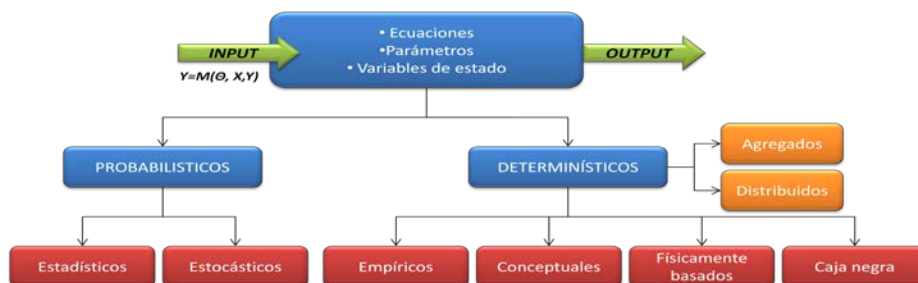 • Ecuaciones
INPUT
•Parámetros
OUTPUT
• Variables de estado
Y=M(Θ, X,Y)
PROBABILISTICOS
DETERMINÍSTICOS
Agregados
Distribuidos
Estadísticos
Estocásticos
Empíricos
Conceptuales
Físicamente
basados
Caja negra